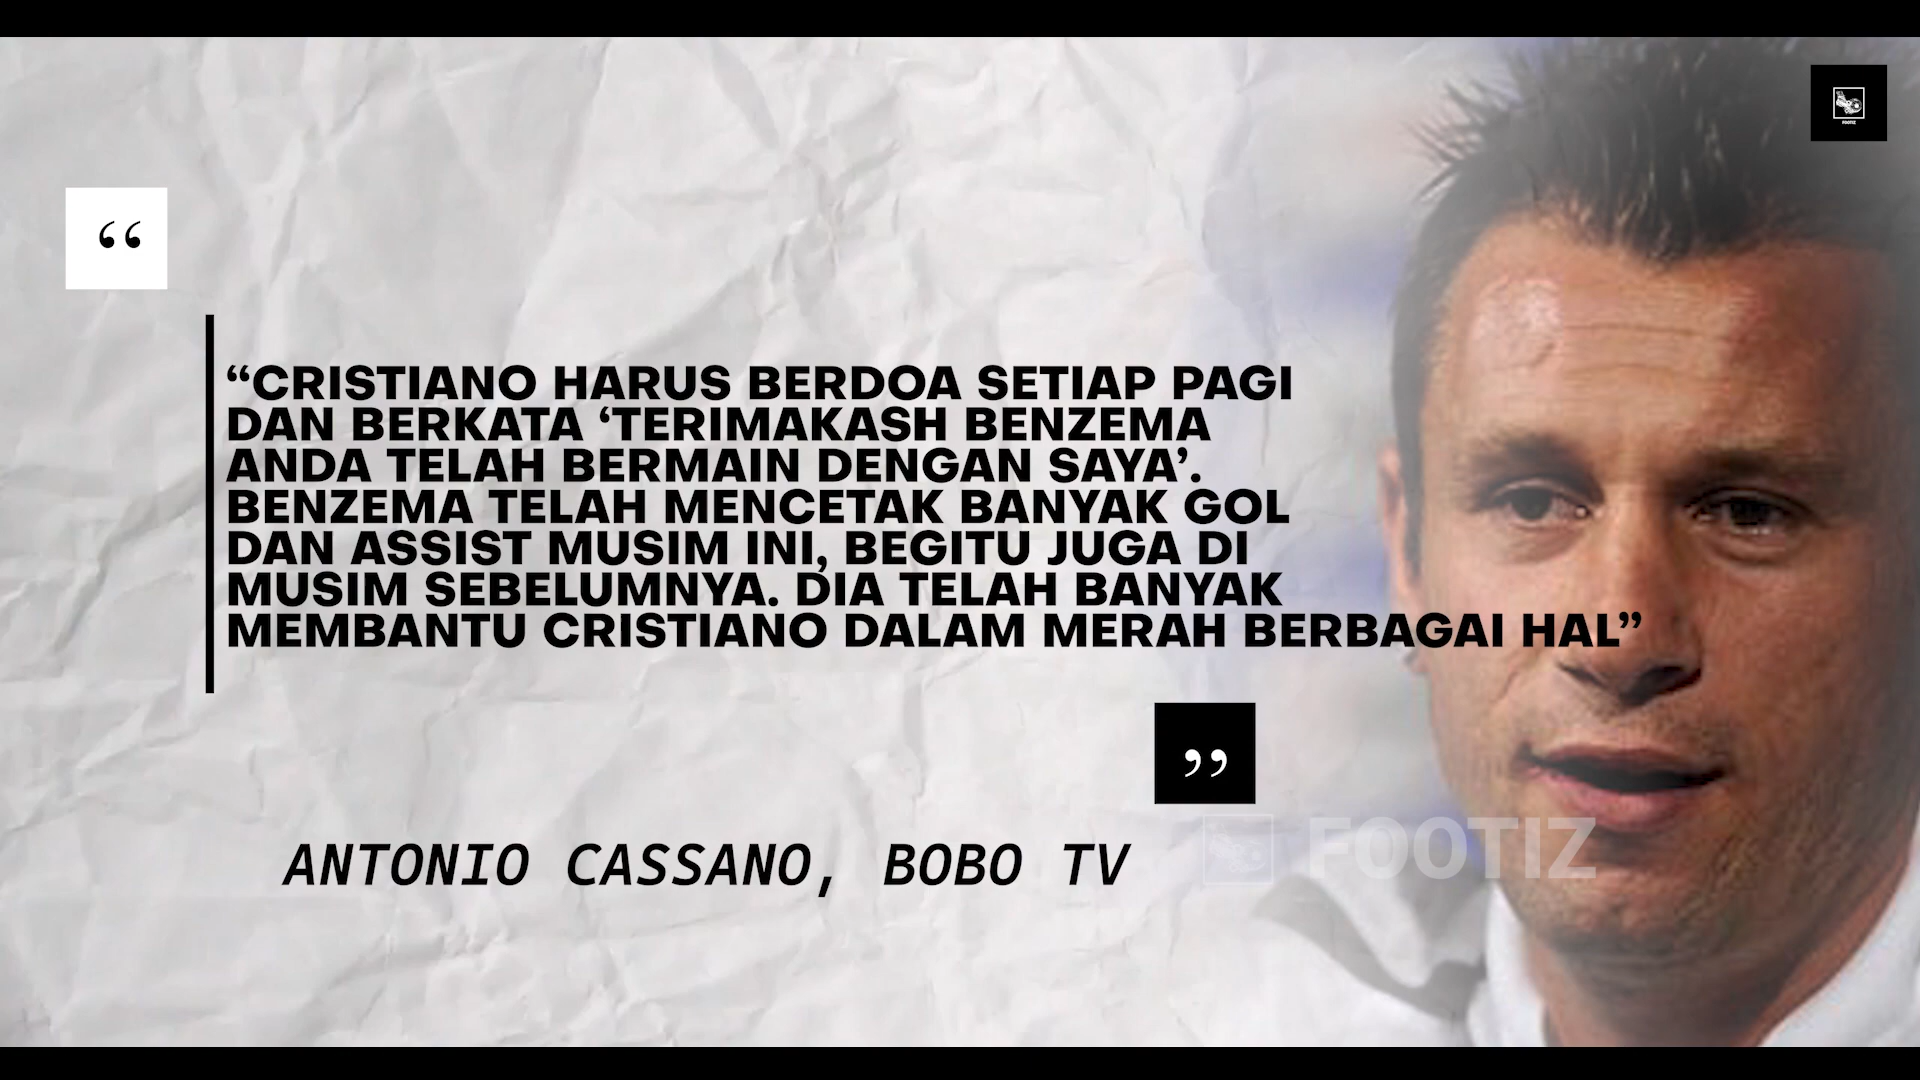 “
“CRISTIANO HARUS BERDOA SETIAP PAGI
DAN BERKATA ‘TERIMAKASH BENZEMA
ANDA TELAH BERMAIN DENGAN SAYA’.
BENZEMA TELAH MENCETAK BANYAK GOL
DAN ASSIST MUSIM INI, BEGITU JUGA DI
MUSIM SEBELUMNYA. DIA TELAH BANYAK
MEMBANTU CRISTIANO DALAM MERAH BERBAGAI HAL”
”
ANTONIO CASSANO, BOBO TV
FOOTIZ
FOOTIZ